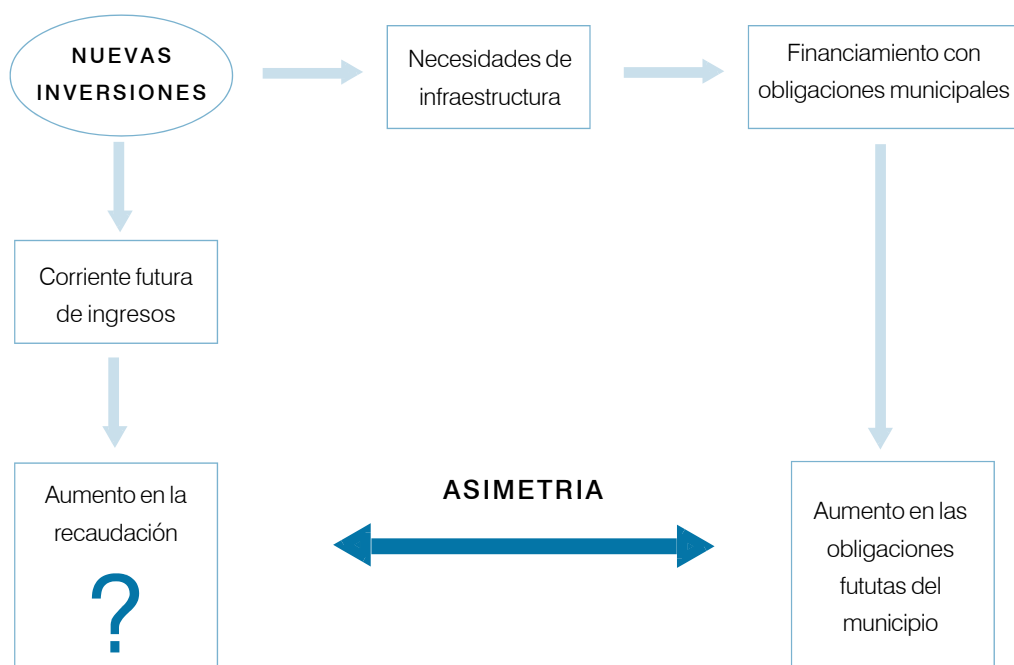 NUEVAS
INVERSIONES
Necesidades de
infraestructura
Financiamiento con
obligaciones municipales
Corriente futura
de ingresos
Aumento en la
recaudación
?
ASIMETRIA
Aumento en las
obligaciones
fututas del
municipio